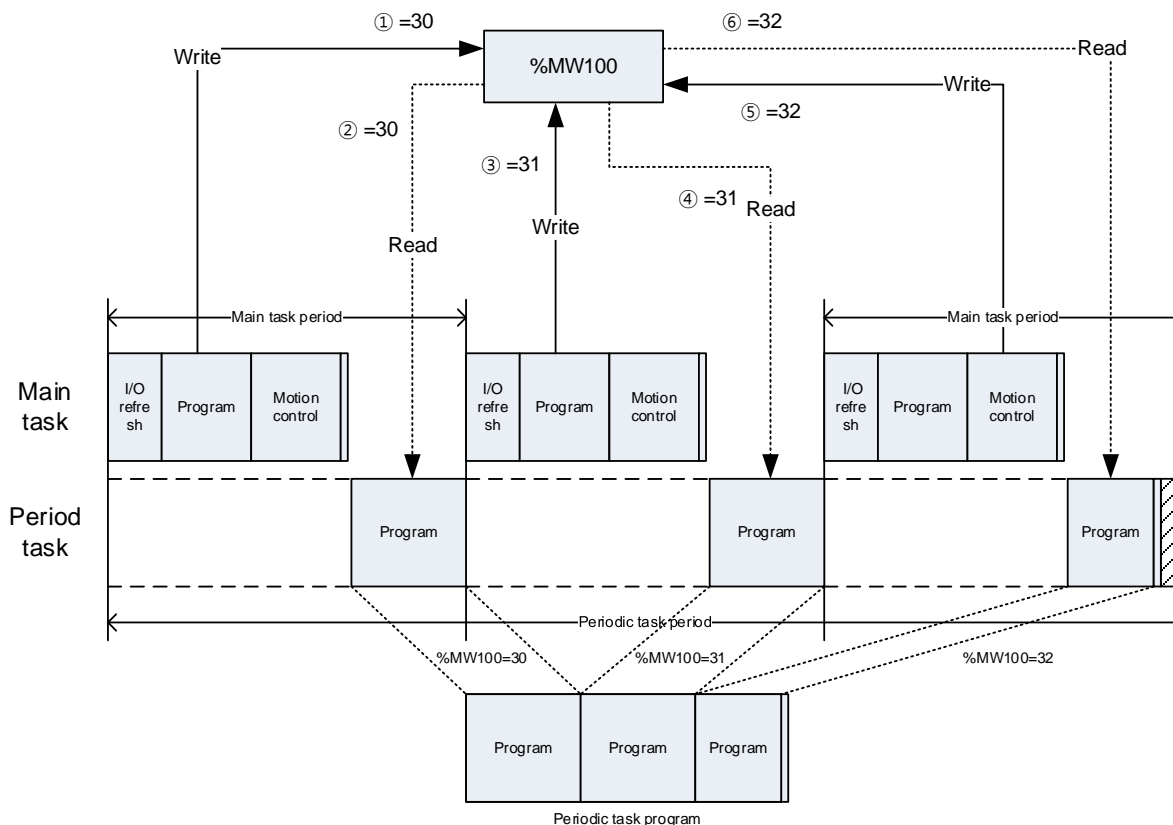 ① =30
⑥ =32
Write
%MW100
Read
② =30
⑤ =32
Write
③ =31
④ =31
Read
Write
Read
Main task period
Main task period
Main
task
I/O
refre
sh
Program
Motion
control
I/O
refre
sh
Program
Motion
control
I/O
refre
sh
Program
Motion
control
Period
task
Program
Program
Program
Periodic task period
%MW100=30
%MW100=31
%MW100=32
Program
Program
Program
Periodic task program